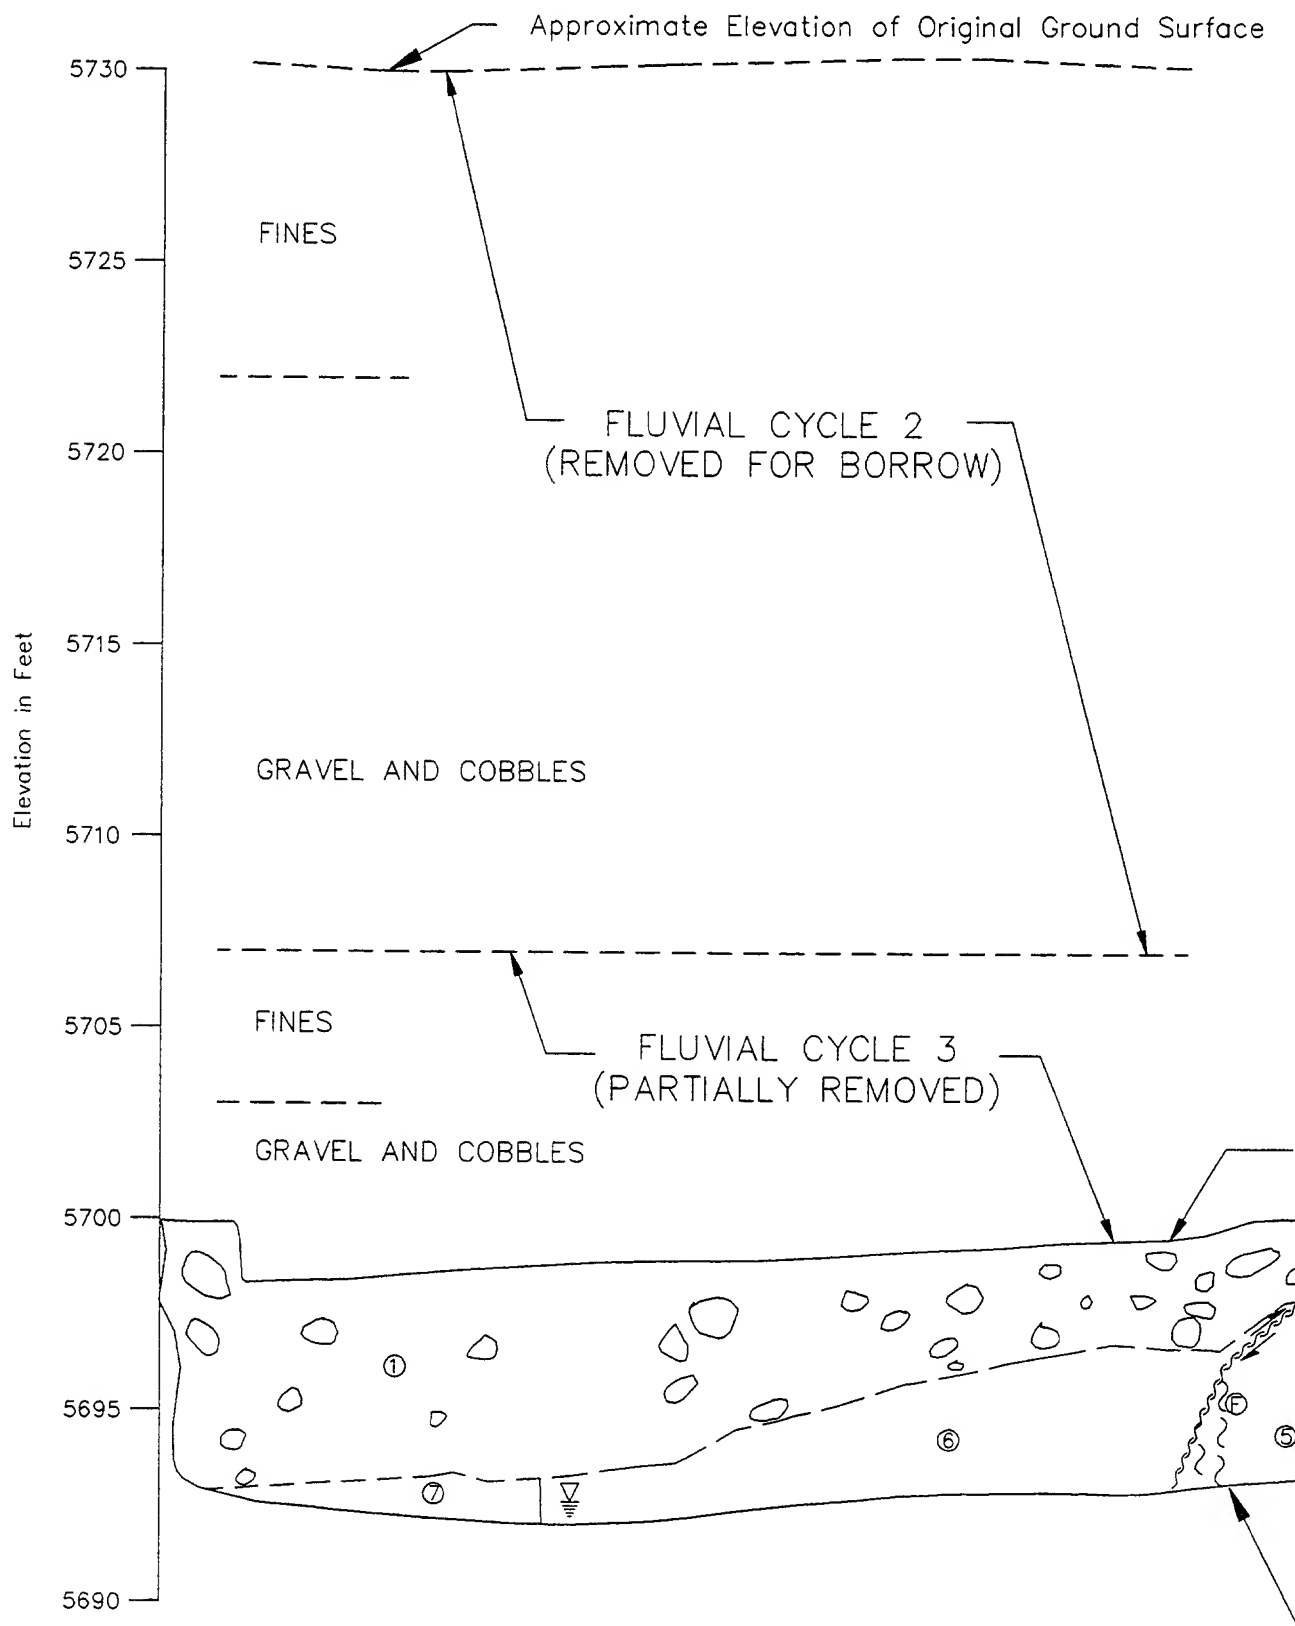 Approximate Elevation of Original Ground Surface
5730
FINES
5725
FLUVIAL CYCLE 2
(REMOVED FOR BORROW)
5720
5715
Elevation in Feet
GRAVEL AND COBBLES
5710
FINES
5705
FLUVIAL CYCLE 3
(PARTIALLY REMOVED)
GRAVEL AND COBBLES
5700
1
5695
F
6
5
7
5690